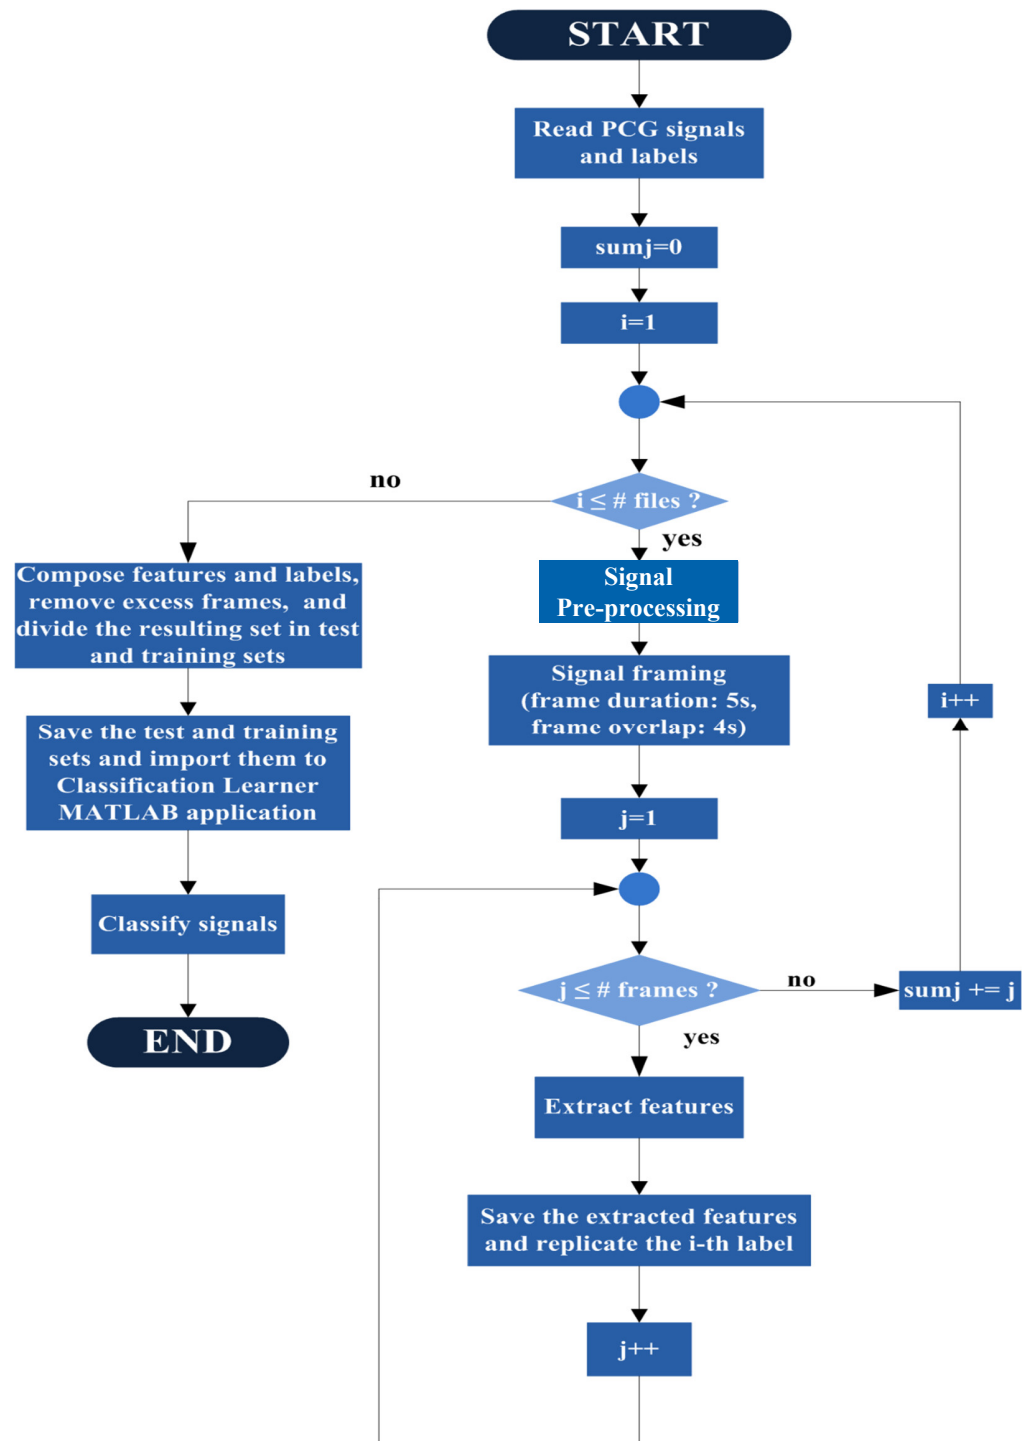 START
Read PCG signals
and labels
sumj=0
i=1
i ≤ # files ?
no
yes
Compose features and labels,
remove excess frames, and
divide the resulting set in test
and training sets
Save the test and training
sets and import them to
Classification Learner
MATLAB application
Classify signals
END
Signal
Pre-processing
Signal framing
(frame duration: 5s,
frame overlap: 4s)
j=1
j ≤ # frames ?
no
sumj += j
i++
yes
Extract features
Save the extracted features
and replicate the i-th label
j++